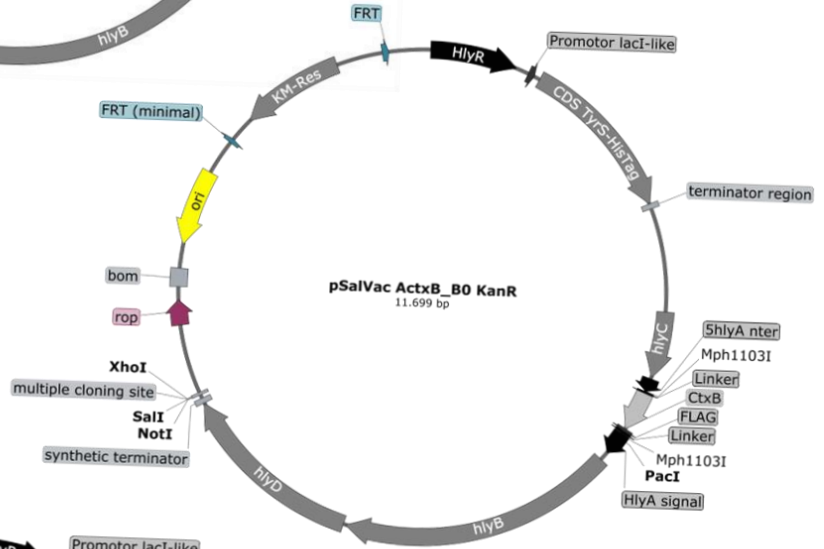 hlyB
FRT
HlyR
Promotor lacI-like
KM-Res
CDS TyrS-HisTag
FRT (minimal)
ori
terminator region
bom
pSalVac ActxB_B0 KanR
11.699 bp
rop
hlyC
5hlyA nter
Mph1103I
XhoI
Linker
multiple cloning site
CtxB
SalI
FLAG
NotI
Linker
synthetic terminator
Mph1103I
PacI
hlyD
HlyA signal
hlyB
Promotor lacI-like